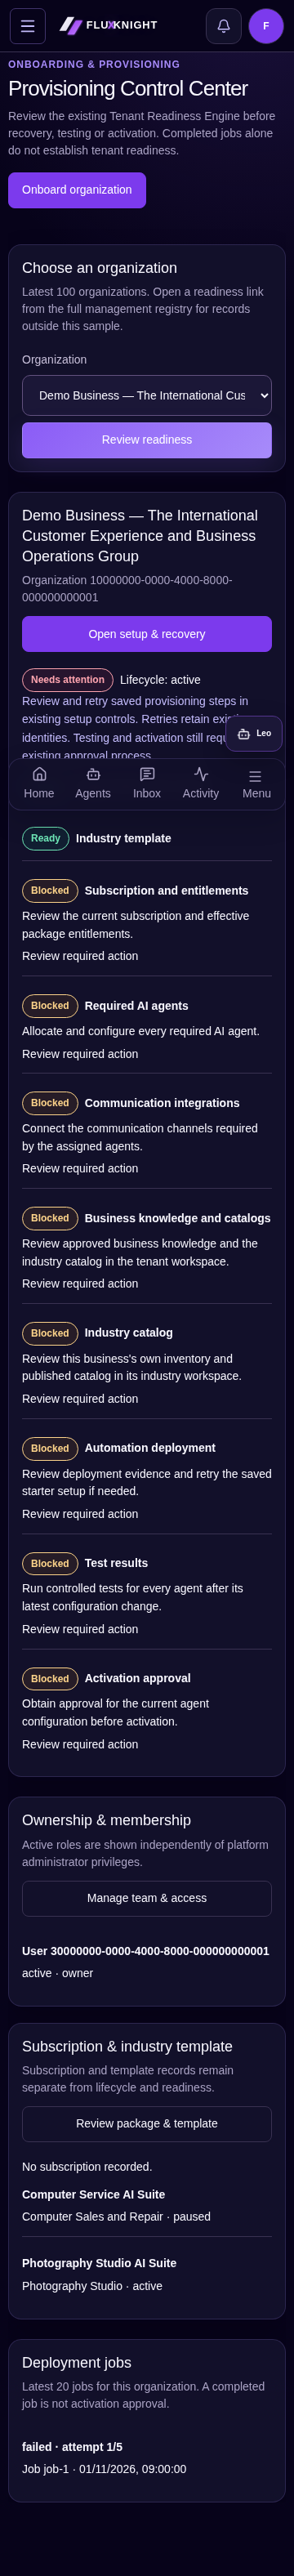 FLUXKNIGHT
F
ONBOARDING & PROVISIONING
Provisioning Control Center
Review the existing Tenant Readiness Engine before
recovery, testing or activation. Completed jobs alone
do not establish tenant readiness.
Onboard organization
Choose an organization
Latest 100 organizations. Open a readiness link
from the full management registry for records
outside this sample.
Organization
Demo Business — The International Cus
Review readiness
Demo Business — The International
Customer Experience and Business
Operations Group
Organization 10000000-0000-4000-8000-
000000000001
Open setup & recovery
Needs attention Lifecycle: active
Review and retry saved provisioning steps in
existing setup controls. Retries retain
identities. Testing and activation still
existing approval process.
Leo
Home Agents Inbox Activity Menu
Ready Industry template
Blocked Subscription and entitlements
Review the current subscription and effective
package entitlements.
Review required action
Blocked Required AI agents
Allocate and configure every required AI agent.
Review required action
Blocked Communication integrations
Connect the communication channels required
by the assigned agents.
Review required action
Blocked Business knowledge and catalogs
Review approved business knowledge and the
industry catalog in the tenant workspace.
Review required action
Blocked Industry catalog
Review this business's own inventory and
published catalog in its industry workspace.
Review required action
Blocked Automation deployment
Review deployment evidence and retry the saved
starter setup if needed.
Review required action
Blocked Test results
Run controlled tests for every agent after its
latest configuration change.
Review required action
Blocked Activation approval
Obtain approval for the current agent
configuration before activation.
Review required action
Ownership & membership
Active roles are shown independently of platform
administrator privileges.
Manage team & access
User 30000000-0000-4000-8000-000000000001
active · owner
Subscription & industry template
Subscription and template records remain
separate from lifecycle and readiness.
Review package & template
No subscription recorded.
Computer Service AI Suite
Computer Sales and Repair · paused
Photography Studio AI Suite
Photography Studio · active
Deployment jobs
Latest 20 jobs for this organization. A completed
job is not activation approval.
failed · attempt 1/5
Job job-1 · 01/11/2026, 09:00:00